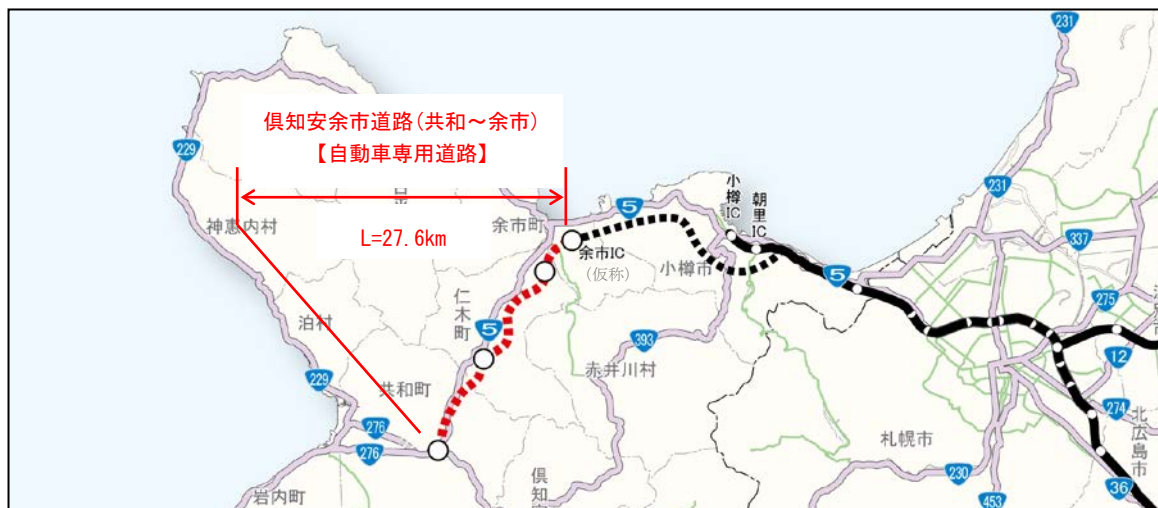 231
倶知安余市道路(共和~余市)
【自動車専用道路】
229
小樽IC
朝里IC
231
5
神恵内村
余市町
L=27.6km
余市IC
(仮称)
小樽市
337
5
275
仁木町
泊村
5
393
赤井川村
12
229
共和町
276
276
274
札幌市
北広島市
230
岩内町
倶知
453
36